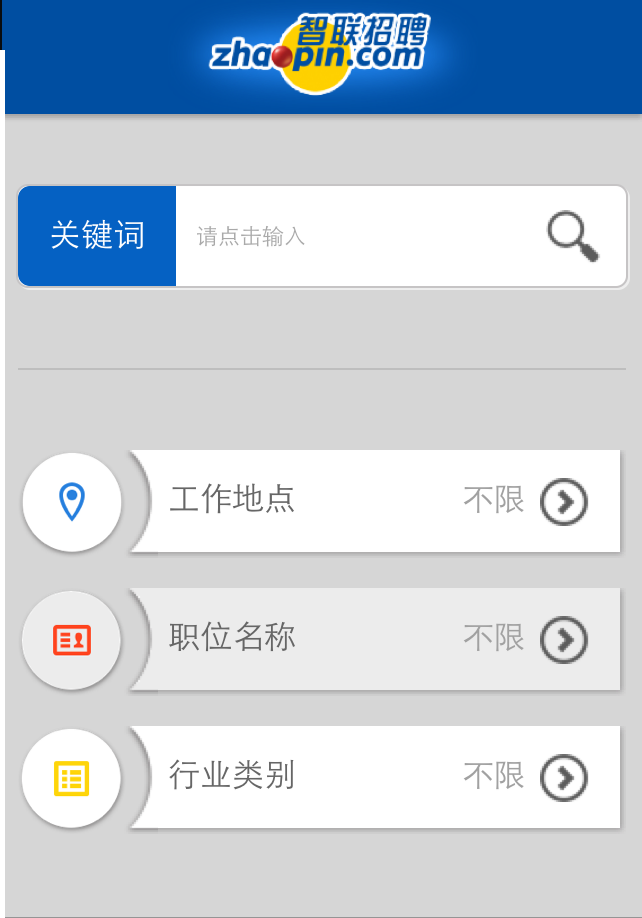 智联招聘
zhaopin.com
关键词 请点击输入
工作地点 不限
职位名称 不限
行业类别 不限